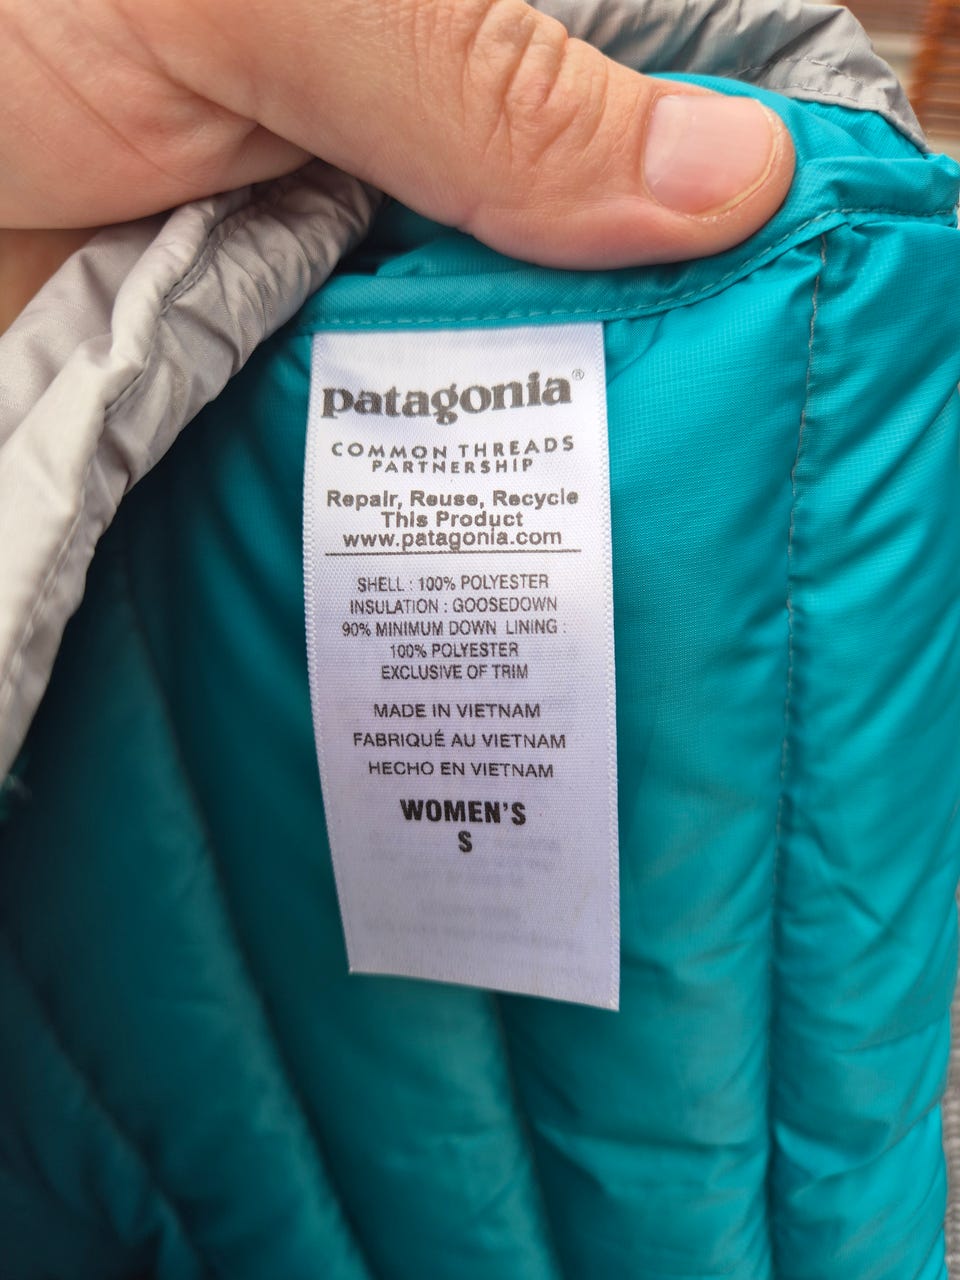 patagonia®
COMMON THREADS
PARTNERSHIP
Repair, Reuse, Recycle
This Product
www.patagonia.com
SHELL : 100% POLYESTER
INSULATION : GOOSEDOWN
90% MINIMUM DOWN LINING :
100% POLYESTER
EXCLUSIVE OF TRIM
MADE IN VIETNAM
FABRIQUÉ AU VIETNAM
HECHO EN VIETNAM
WOMEN'S
S